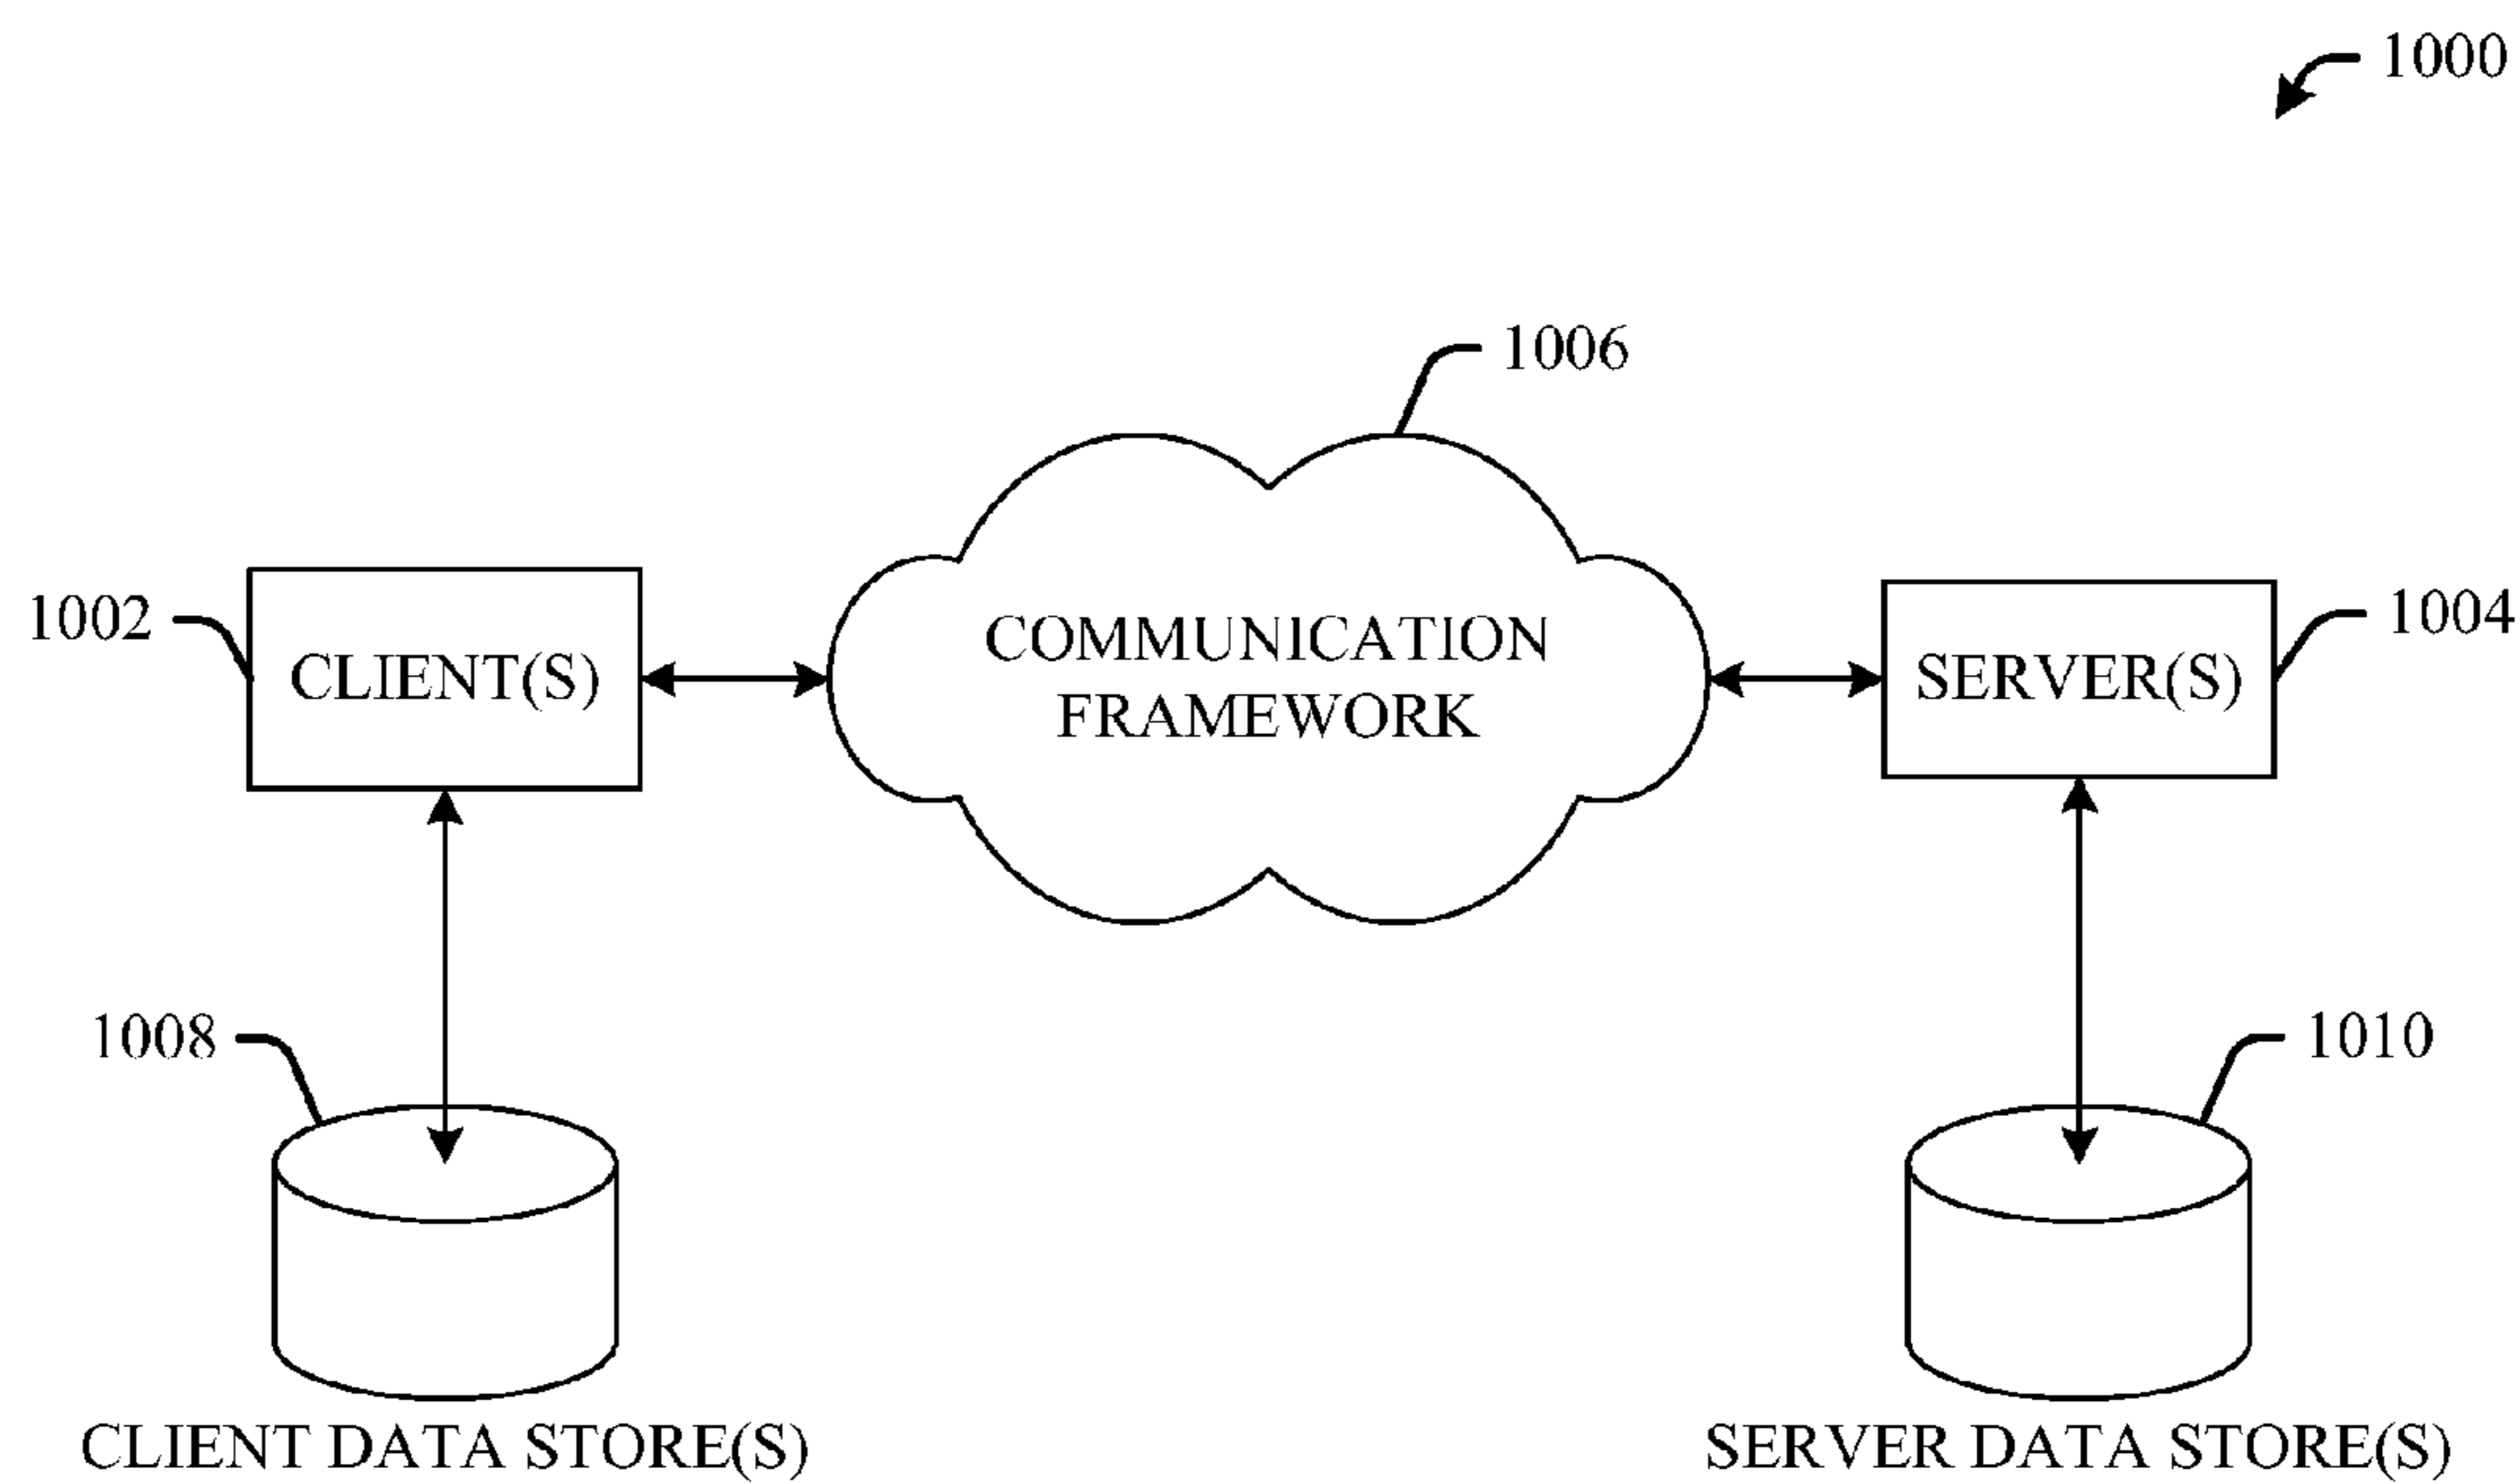 1000
1006
1002
CLIENT(S)
COMMUNICATION
FRAMEWORK
SERVER(S)
1004
1008
1010
CLIENT DATA STORE(S)
SERVER DATA STORE(S)